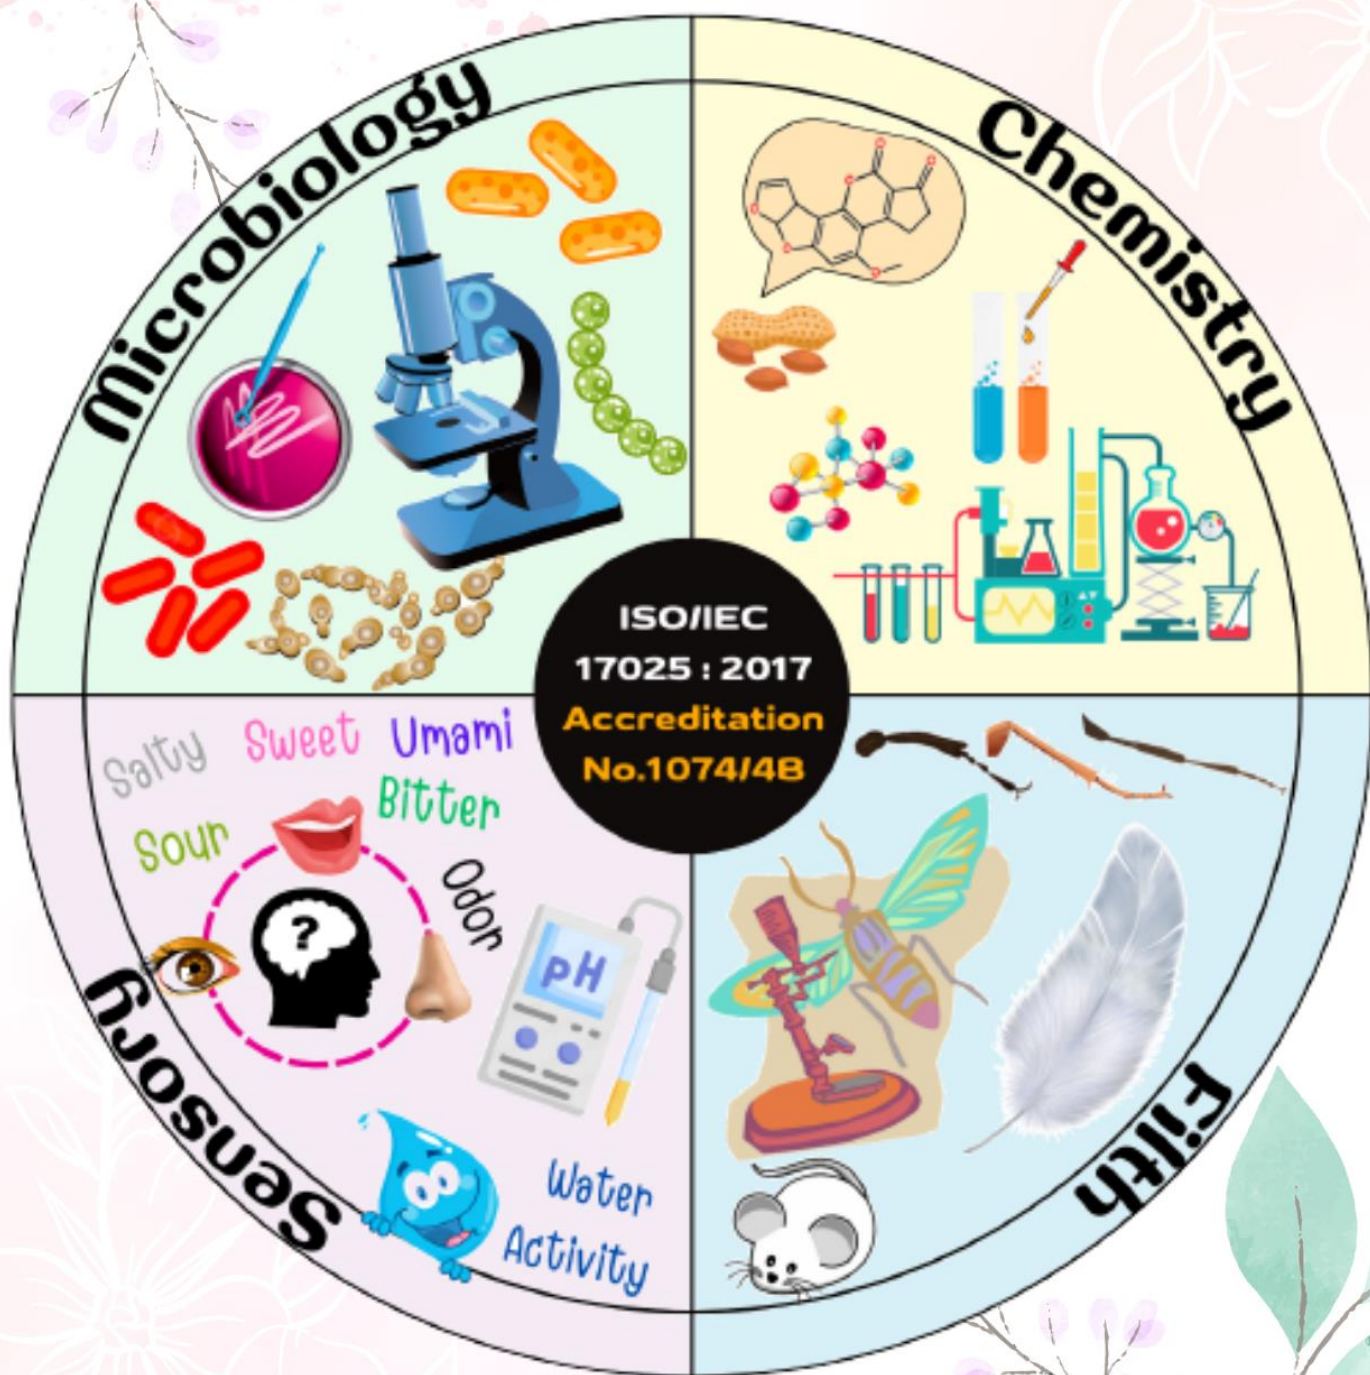 Microbiology
Chemistry
ISO/IEC
17025 : 2017
Accreditation
No.1074/48
Salty
Sweet
Umami
Bitter
Sour
Odor
?
pH
Water
Activity
Sensory
Filth